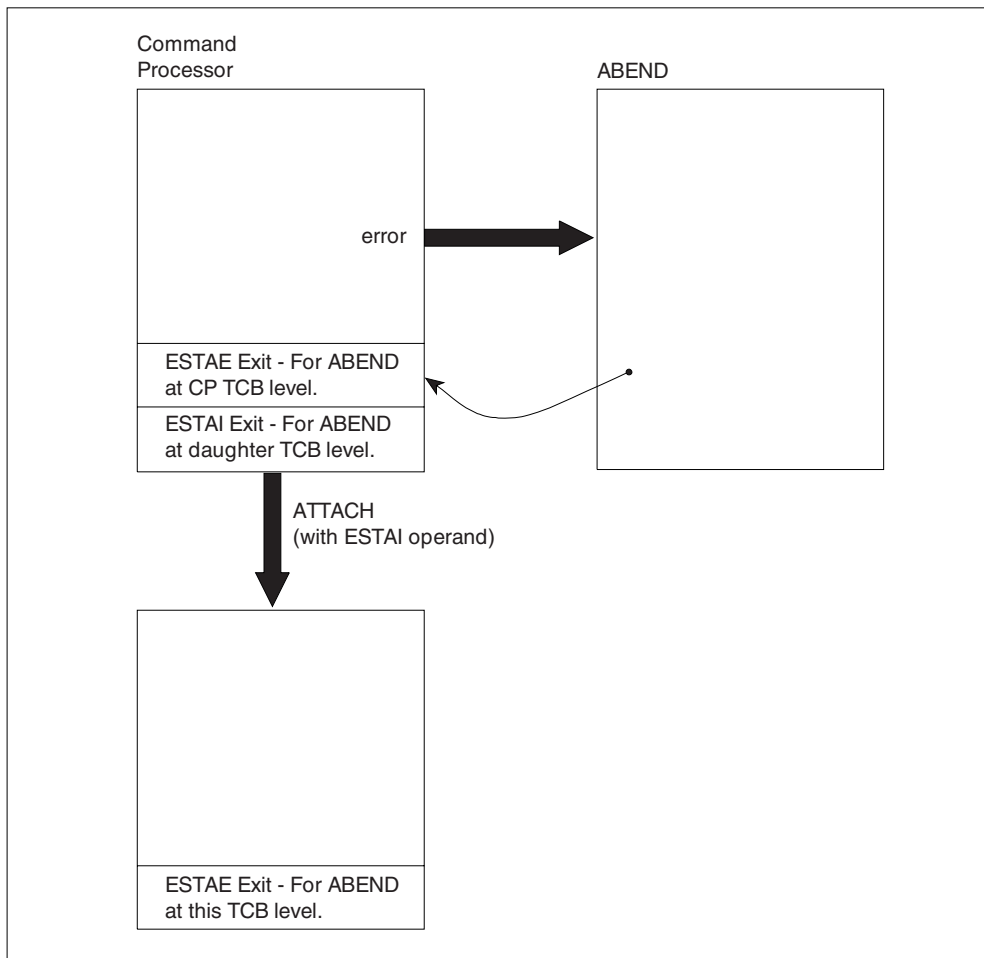 Command
Processor
ABEND
error
ESTAE Exit - For ABEND
at CP TCB level.
ESTAI Exit - For ABEND
at daughter TCB level.
ATTACH
(with ESTAI operand)
ESTAE Exit - For ABEND
at this TCB level.